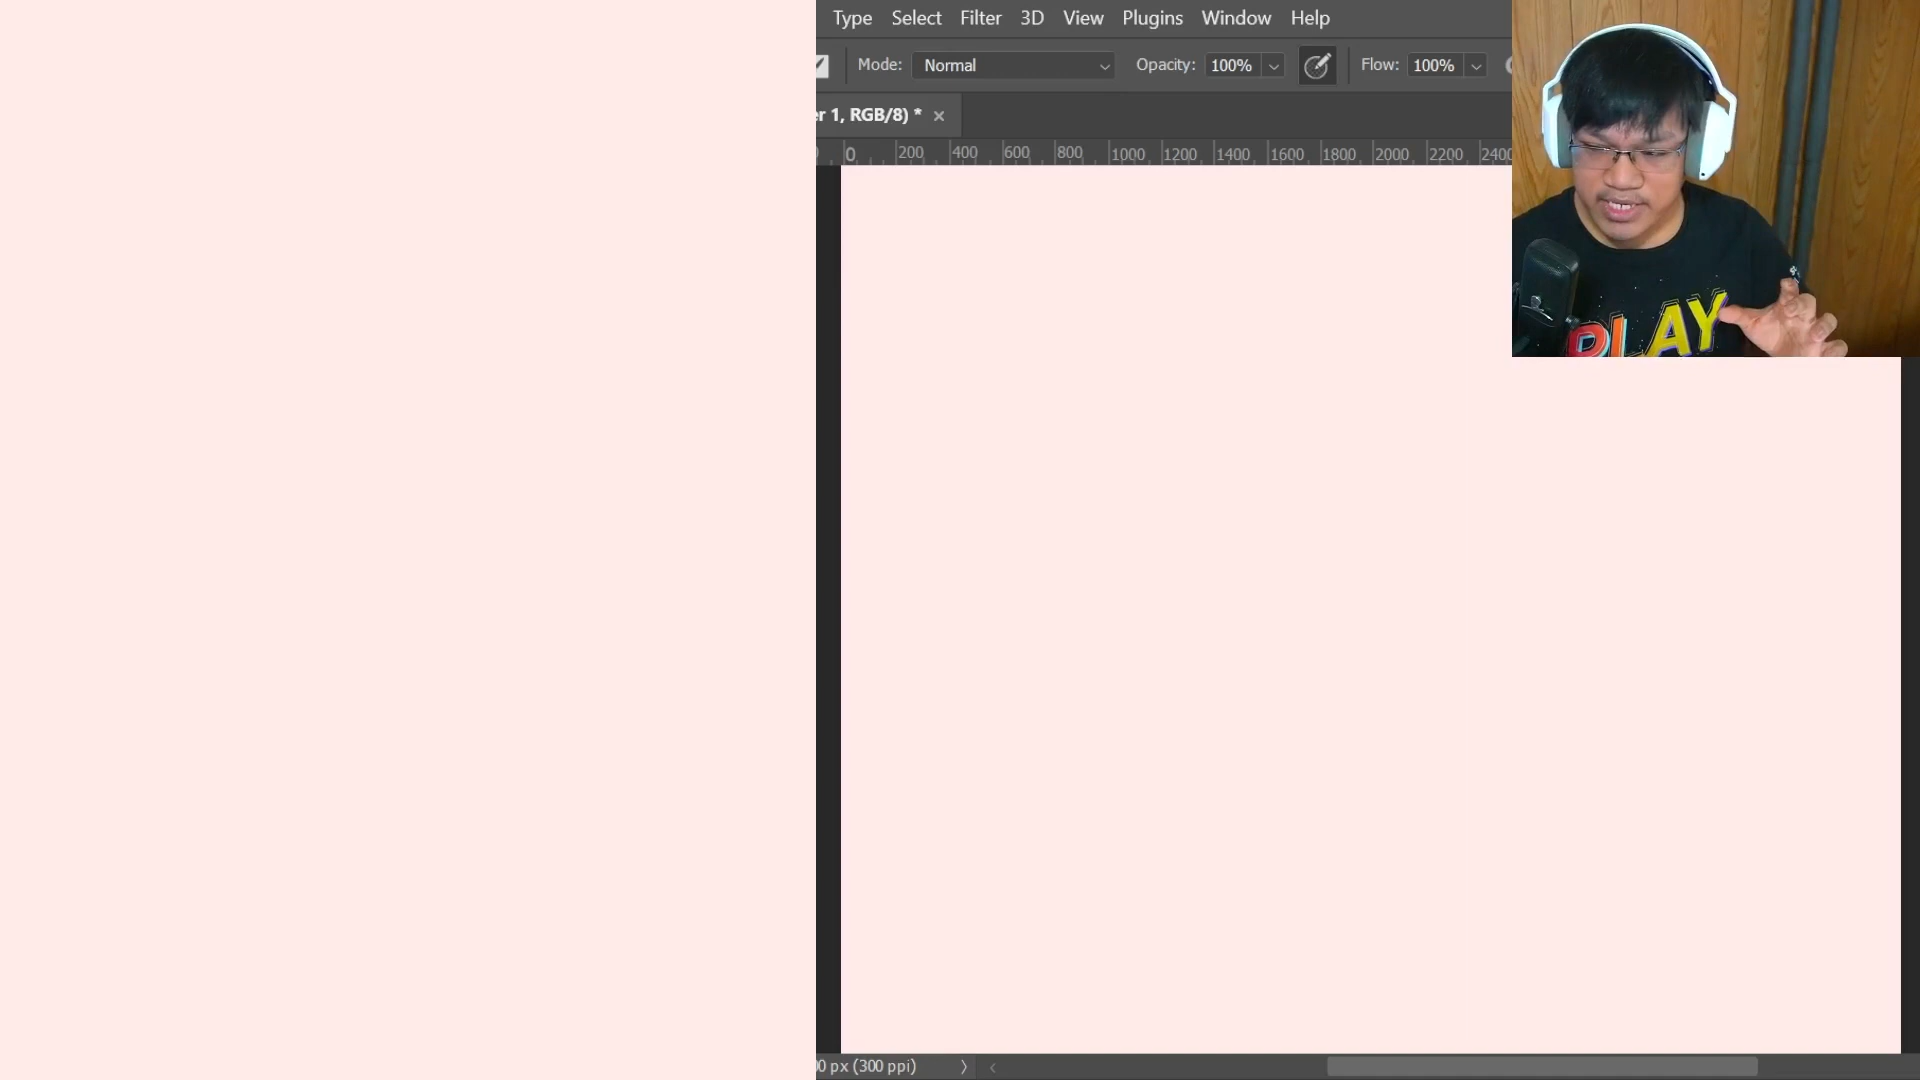 Type Select Filter 3D View Plugins Window Help
Mode: Normal Opacity: 100% Flow: 100%
er 1, RGB/8) * ×
0 200 400 600 800 1000 1200 1400 1600 1800 2000 2200 2400
PLAY
0 px (300 ppi)